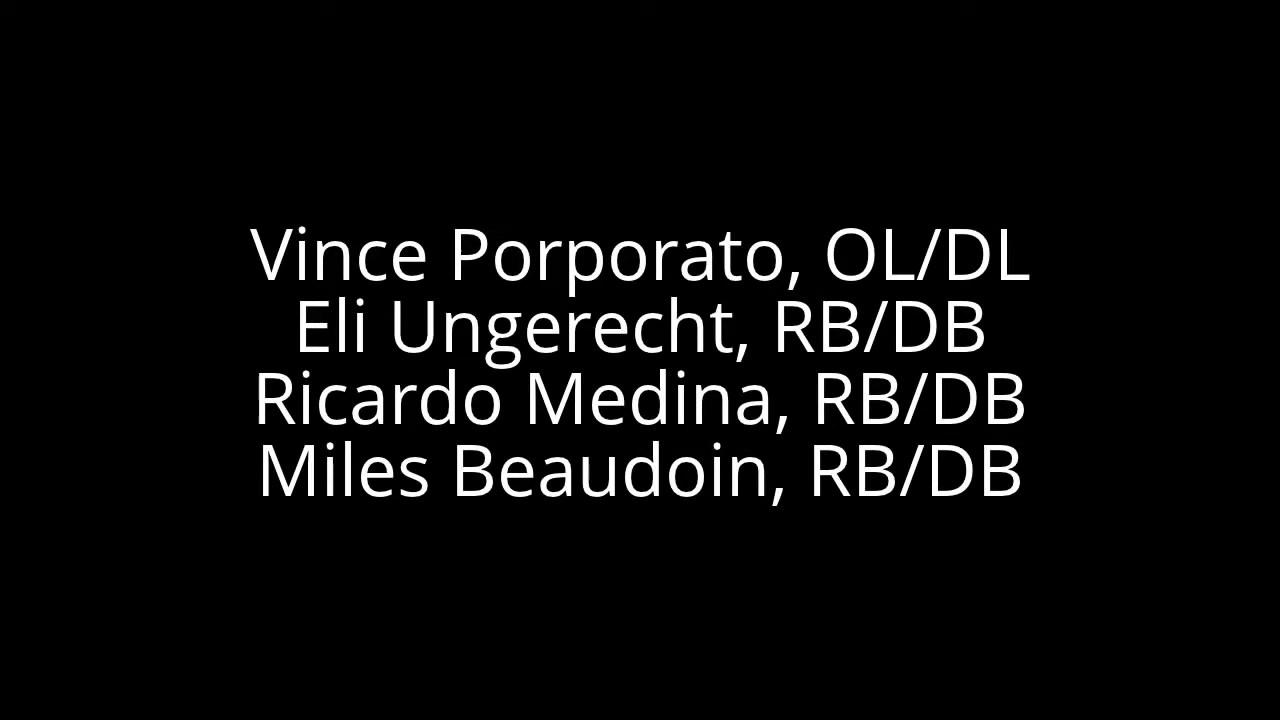 Vince Porporato, OL/DL
Eli Ungerecht, RB/DB
Ricardo Medina, RB/DB
Miles Beaudoin, RB/DB